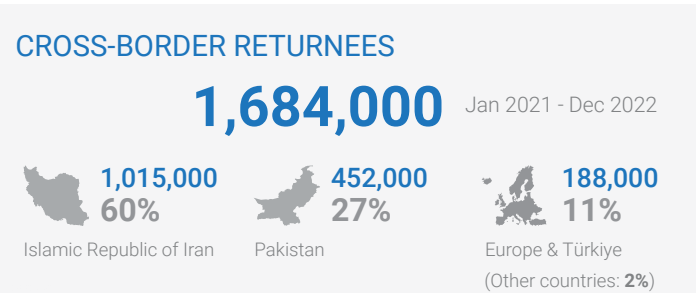 CROSS-BORDER RETURNEES
1,684,000 Jan 2021 - Dec 2022
1,015,000 452,000 188,000
60% 27% 11%
Islamic Republic of Iran Pakistan Europe & Türkiye
(Other countries: 2%)